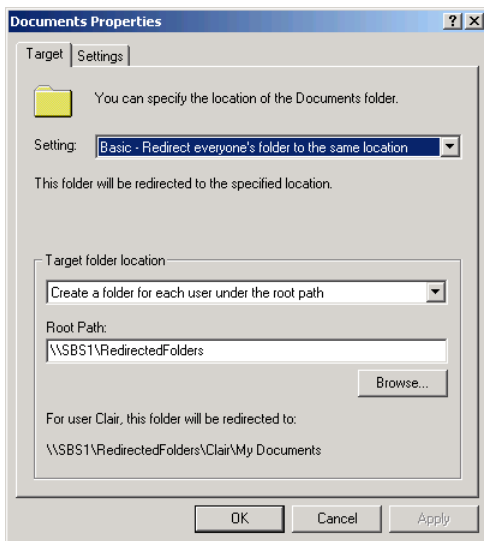 Documents Properties
Target
Settings
You can specify the location of the Documents folder.
Setting:
Basic - Redirect everyone's folder to the same location
This folder will be redirected to the specified location.
Target folder location
Create a folder for each user under the root path
Root Path:
\\SBS1\RedirectedFolders
Browse...
For user Clair, this folder will be redirected to:
\\SBS1\RedirectedFolders\Clair\My Documents
OK
Cancel
Apply